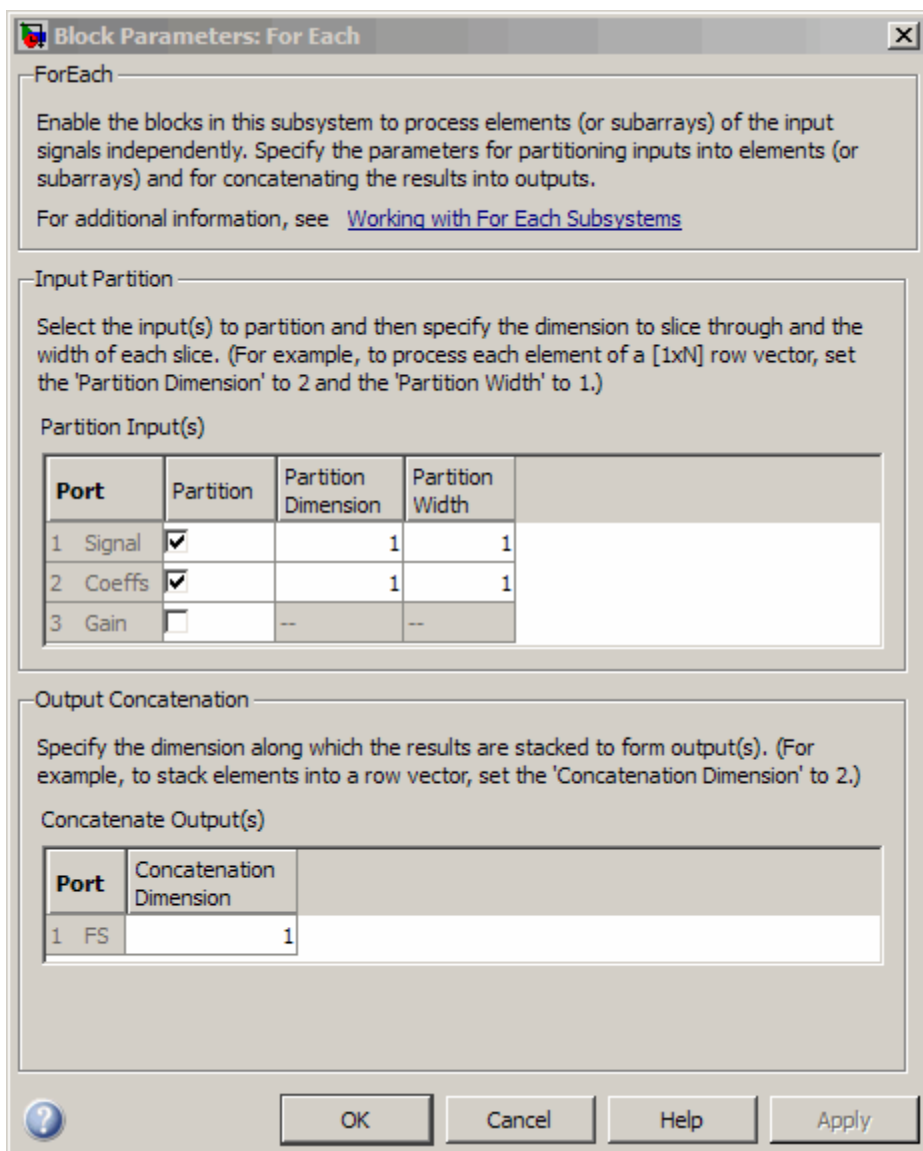 Block Parameters: For Each
ForEach
Enable the blocks in this subsystem to process elements (or subarrays) of the input
signals independently. Specify the parameters for partitioning inputs into elements (or
subarrays) and for concatenating the results into outputs.
For additional information, see Working with For Each Subsystems
Input Partition
Select the input(s) to partition and then specify the dimension to slice through and the
width of each slice. (For example, to process each element of a [1xN] row vector, set
the 'Partition Dimension' to 2 and the 'Partition Width' to 1.)
Partition Input(s)
Port Partition Partition Dimension Partition Width
1 Signal 1 1
2 Coeffs 1 1
3 Gain -- --
Output Concatenation
Specify the dimension along which the results are stacked to form output(s). (For
example, to stack elements into a row vector, set the 'Concatenation Dimension' to 2.)
Concatenate Output(s)
Port Concatenation Dimension
1 FS 1
? OK Cancel Help Apply